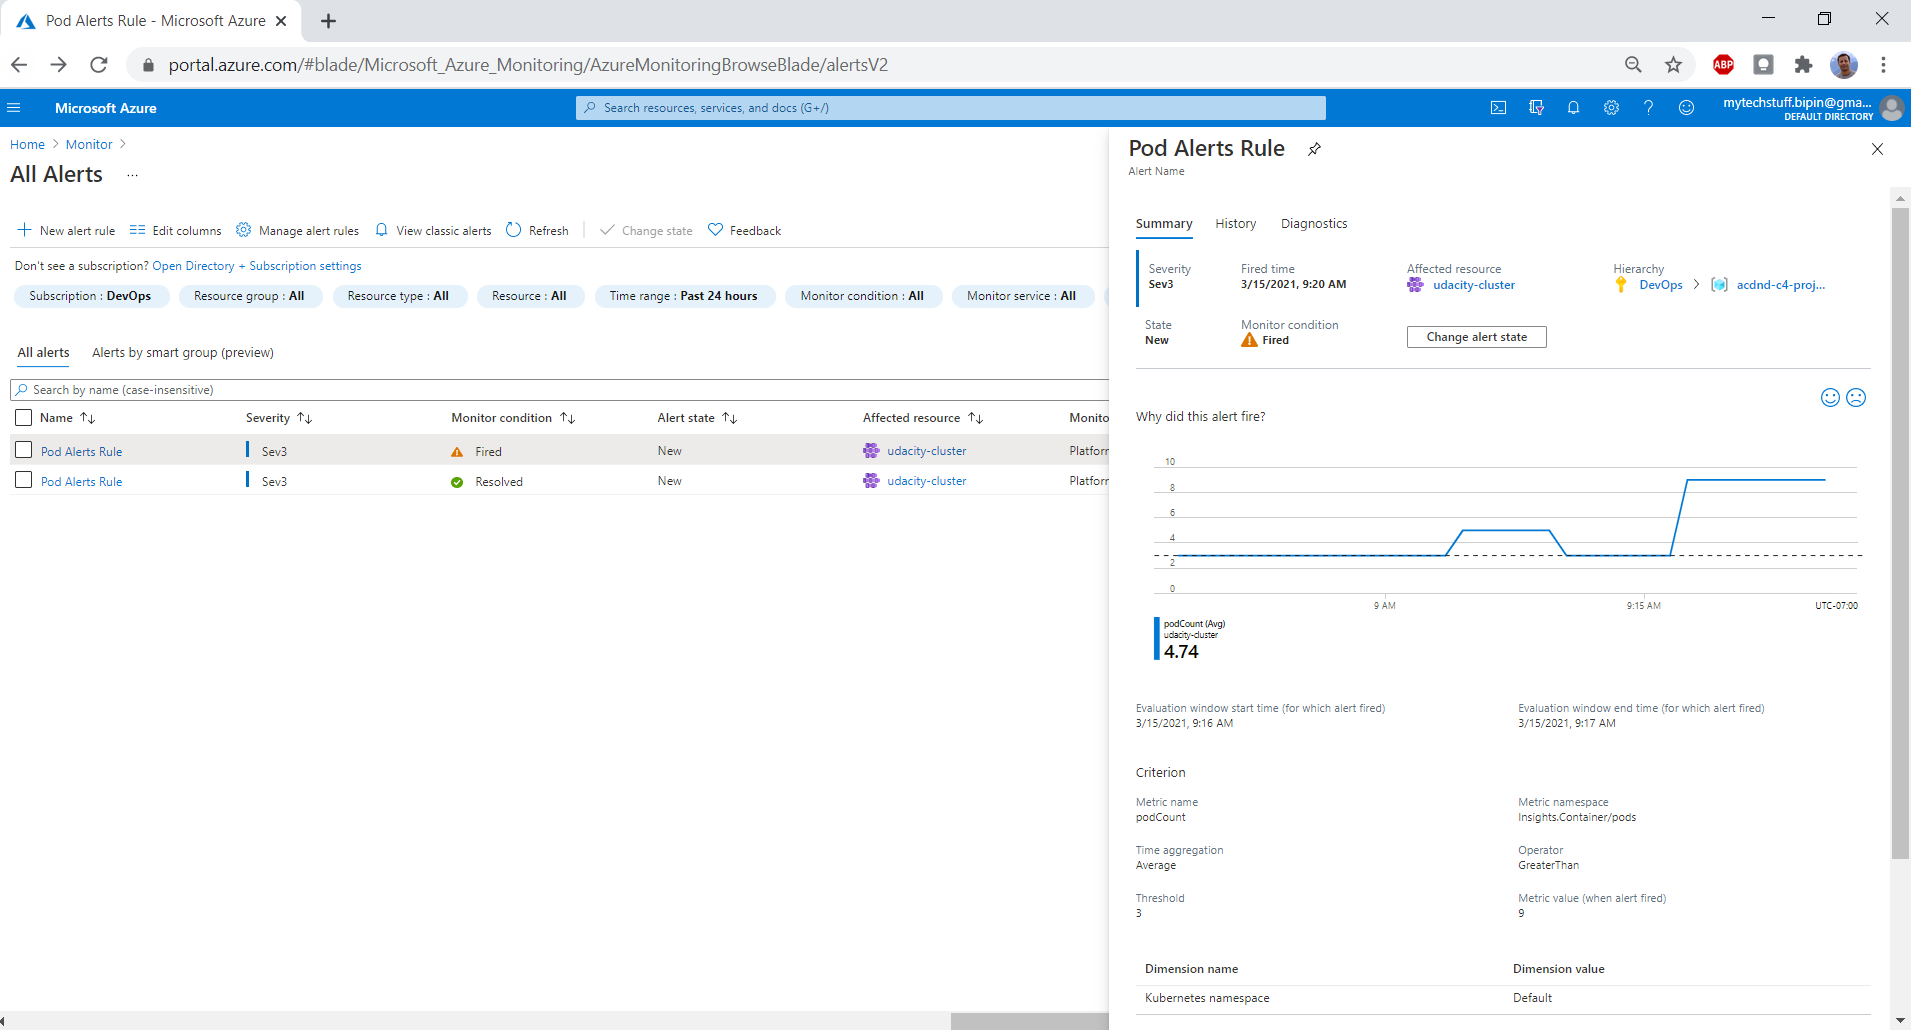 Pod Alerts Rule - Microsoft Azure
portal.azure.com/#blade/Microsoft_Azure_Monitoring/AzureMonitoringBrowseBlade/alertsV2
ABP
Microsoft Azure
Search resources, services, and docs (G+/)
mytechstuff.bipin@gma...
DEFAULT DIRECTORY
Home > Monitor >
All Alerts ...
New alert rule Edit columns Manage alert rules View classic alerts Refresh Change state Feedback
Don't see a subscription? Open Directory + Subscription settings
Subscription : DevOps Resource group : All Resource type : All Resource : All Time range : Past 24 hours Monitor condition : All Monitor service : All
All alerts Alerts by smart group (preview)
Search by name (case-insensitive)
Name Severity Monitor condition Alert state Affected resource Monito
Pod Alerts Rule Sev3 Fired New udacity-cluster Platforr
Pod Alerts Rule Sev3 Resolved New udacity-cluster Platforr
Pod Alerts Rule
Alert Name
Summary History Diagnostics
Severity Fired time Affected resource Hierarchy
Sev3 3/15/2021, 9:20 AM udacity-cluster DevOps > acdnd-c4-proj...
State Monitor condition
New Fired Change alert state
Why did this alert fire?
10
8
6
4
2
0
9 AM 9:15 AM UTC-07:00
podCount (Avg)
udacity-cluster
4.74
Evaluation window start time (for which alert fired) Evaluation window end time (for which alert fired)
3/15/2021, 9:16 AM 3/15/2021, 9:17 AM
Criterion
Metric name Metric namespace
podCount Insights.Container/pods
Time aggregation Operator
Average GreaterThan
Threshold Metric value (when alert fired)
3 9
Dimension name Dimension value
Kubernetes namespace Default